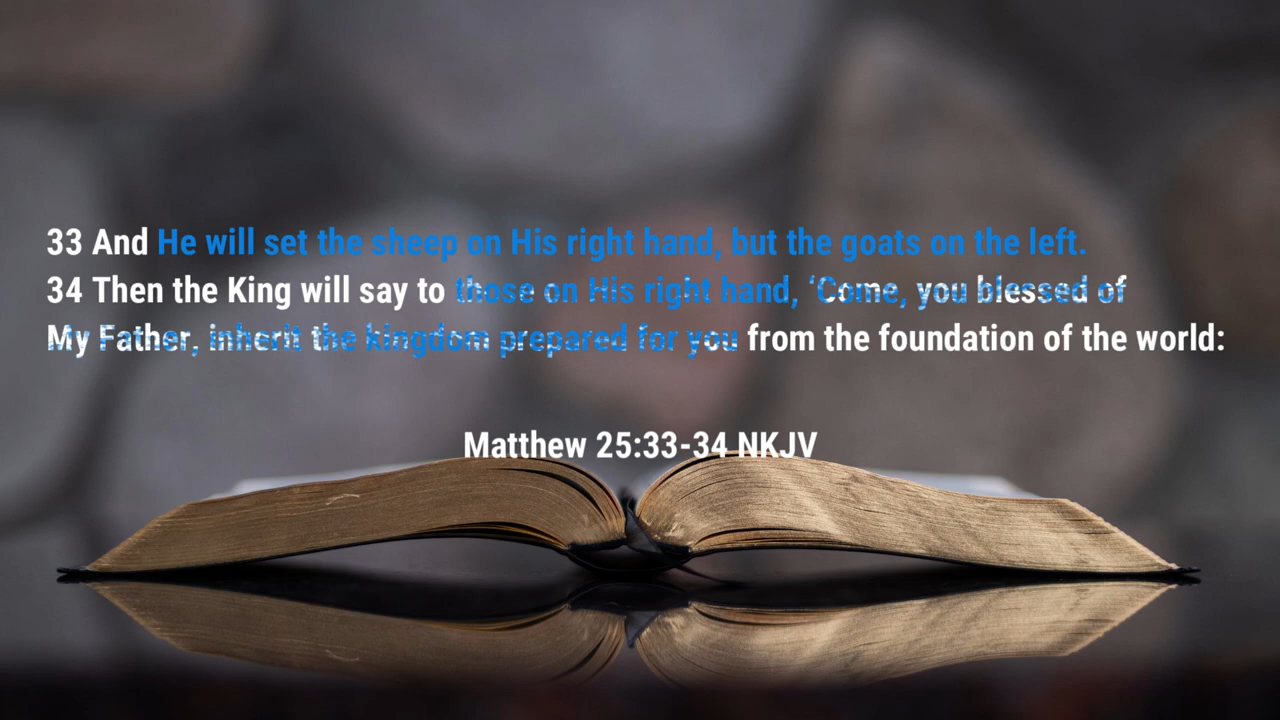 33 And He will set the sheep on His right hand, but the goats on the left.
34 Then the King will say to those on His right hand, ‘Come, you blessed of
My Father, inherit the kingdom prepared for you from the foundation of the world:
Matthew 25:33-34 NKJV